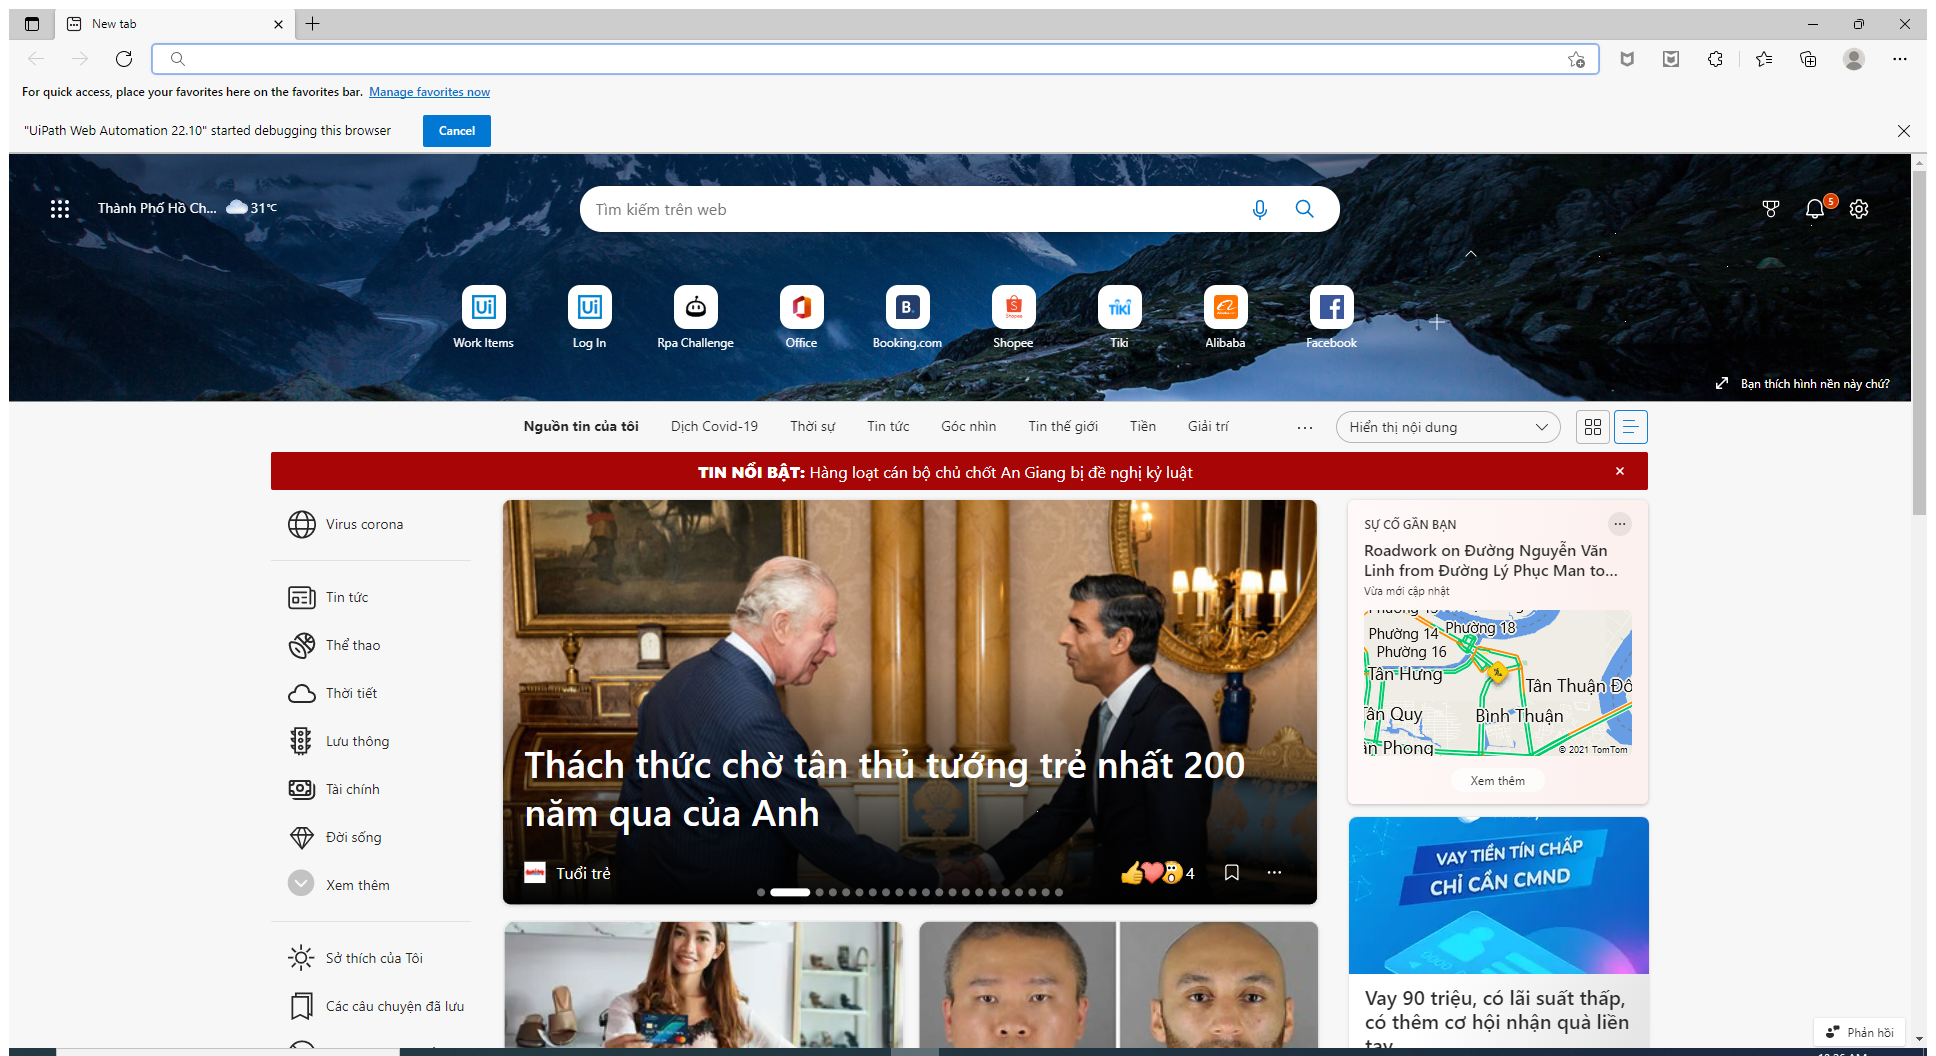 New tab
For quick access, place your favorites here on the favorites bar. Manage favorites now
"UiPath Web Automation 22.10" started debugging this browser
Cancel
Thành Phố Hồ Ch... 31°C
Tìm kiếm trên web
5
Work Items
Log In
Rpa Challenge
Office
Booking.com
Shopee
Tiki
Alibaba
Facebook
Bạn thích hình nền này chứ?
Nguồn tin của tôi
Dịch Covid-19
Thời sự
Tin tức
Góc nhìn
Tin thế giới
Tiền
Giải trí
Hiển thị nội dung
TIN NỔI BẬT: Hàng loạt cán bộ chủ chốt An Giang bị đề nghị kỷ luật
Virus corona
Tin tức
Thể thao
Thời tiết
Lưu thông
Tài chính
Đời sống
Xem thêm
Sở thích của Tôi
Các câu chuyện đã lưu
Thách thức chờ tân thủ tướng trẻ nhất 200
năm qua của Anh
Tuổi trẻ
4
SỰ CỐ GẦN BẠN
Roadwork on Đường Nguyễn Văn
Linh from Đường Lý Phục Man to...
Vừa mới cập nhật
Phường 14 Phường 18
Phường 16
Tân Hưng
Tân Thuận Đô
Tân Quy
Bình Thuận
Phong
© 2021 TomTom
Xem thêm
VAY TIỀN TÍN CHẤP
CHỈ CẦN CMND
Vay 90 triệu, có lãi suất thấp,
có thêm cơ hội nhận quà liền
tay
Phản hồi